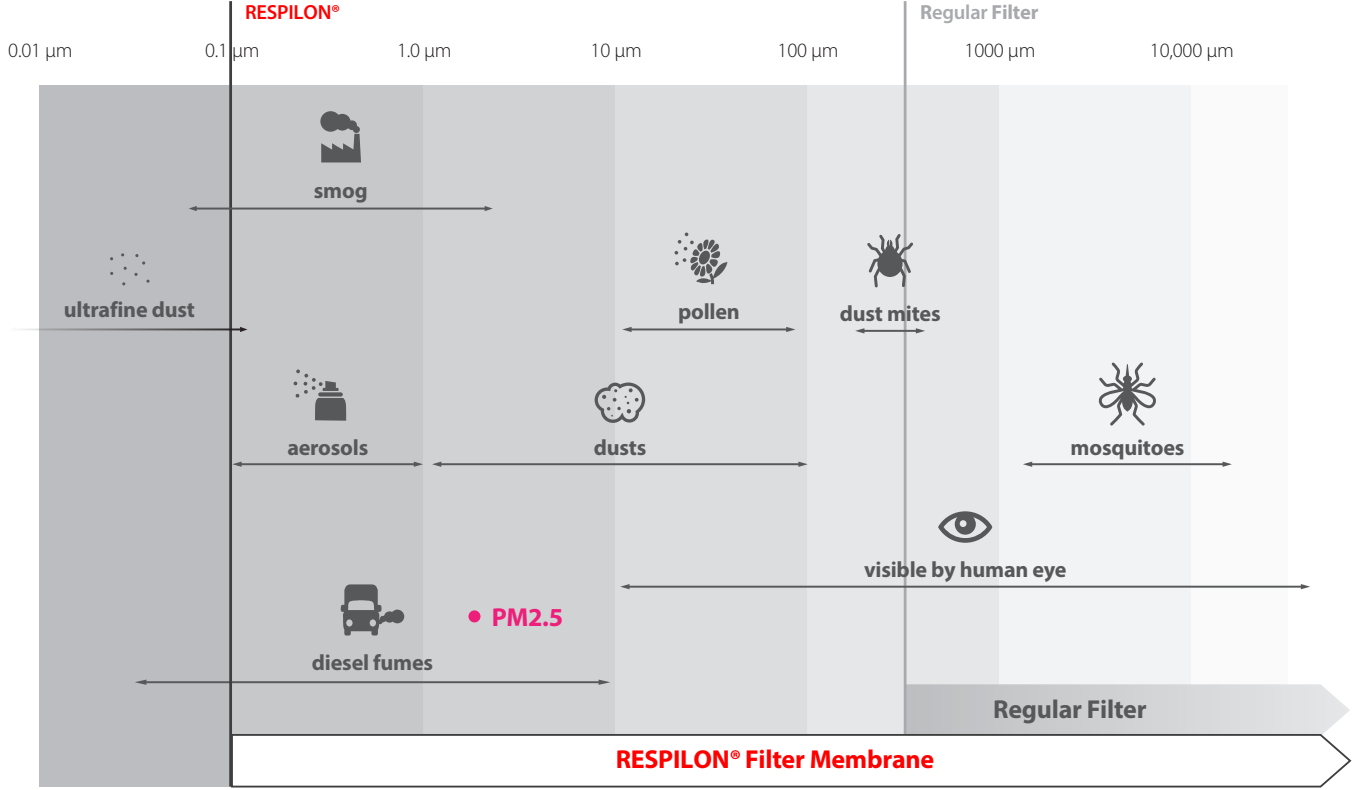 RESPILON® Regular Filter
0.01 µm 0.1 µm 1.0 µm 10 µm 100 µm 1000 µm 10,000 µm
smog
ultrafine dust
pollen
dust mites
aerosols
dusts
mosquitoes
visible by human eye
PM2.5
diesel fumes
Regular Filter
RESPILON® Filter Membrane